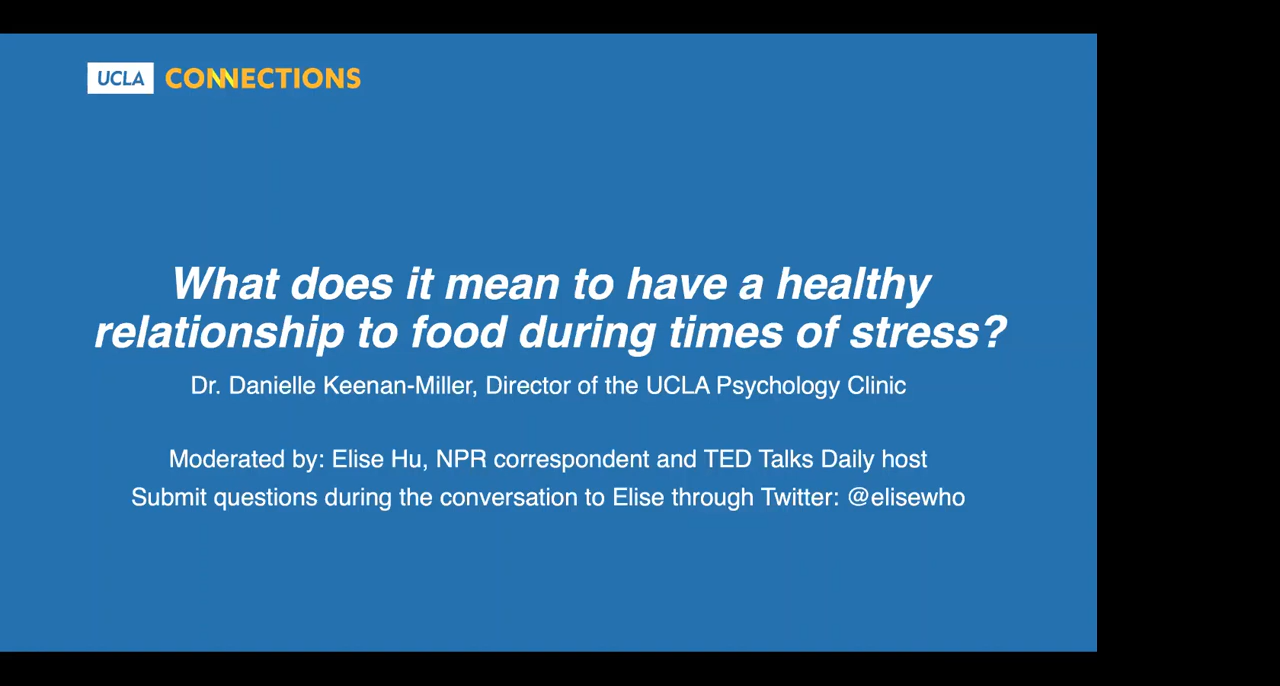 UCLA CONNECTIONS
What does it mean to have a healthy
relationship to food during times of stress?
Dr. Danielle Keenan-Miller, Director of the UCLA Psychology Clinic
Moderated by: Elise Hu, NPR correspondent and TED Talks Daily host
Submit questions during the conversation to Elise through Twitter: @elisewho